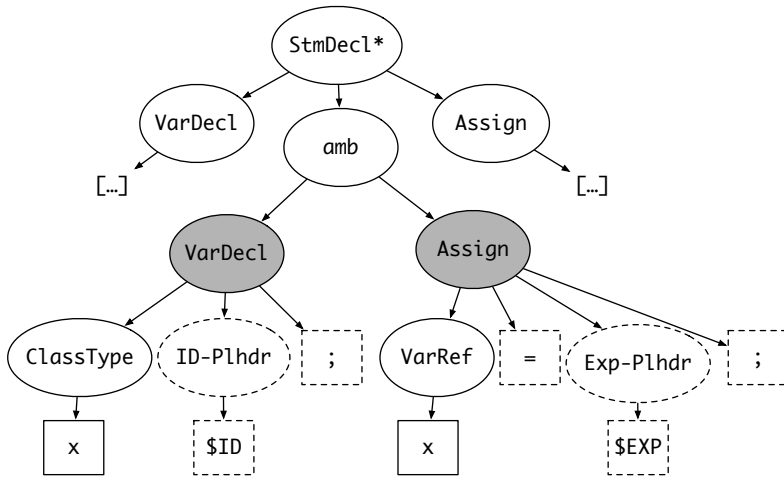 StmDecl*
VarDecl
amb
Assign
[…]
[…]
VarDecl
Assign
ClassType
ID-Plhdr
;
VarRef
=
Exp-Plhdr
;
x
$ID
x
$EXP